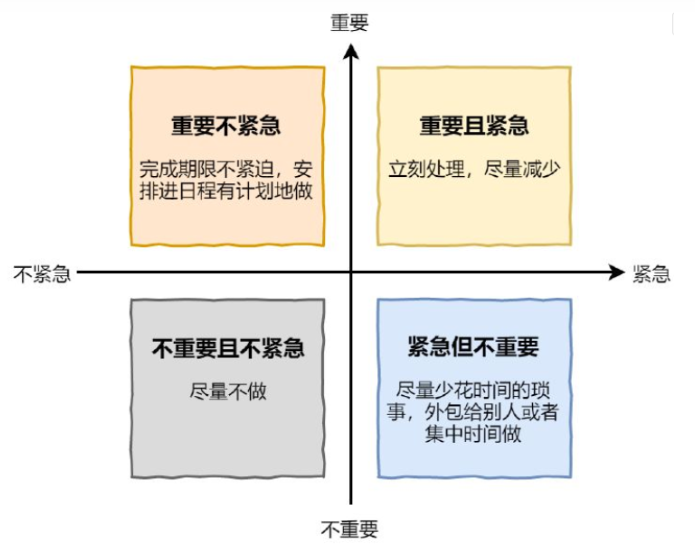 重要
重要不紧急
完成期限不紧迫，安
排进日程有计划地做
重要且紧急
立刻处理，尽量减少
不紧急
紧急
不重要且不紧急
尽量不做
紧急但不重要
尽量少花时间的琐
事，外包给别人或者
集中时间做
不重要